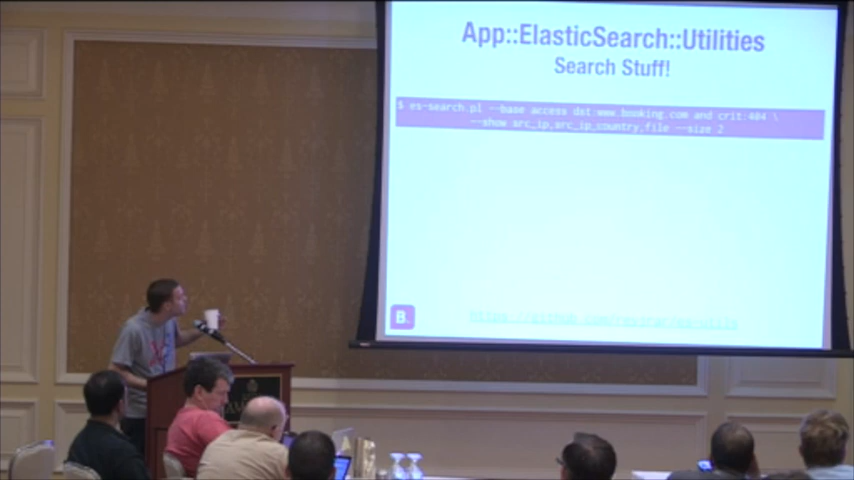 App::ElasticSearch::Utilities
Search Stuff!
$ es-search.pl --base access dst:www.booking.com and crit:404 \
--show src_ip,src_ip_country,file --size 2
B.